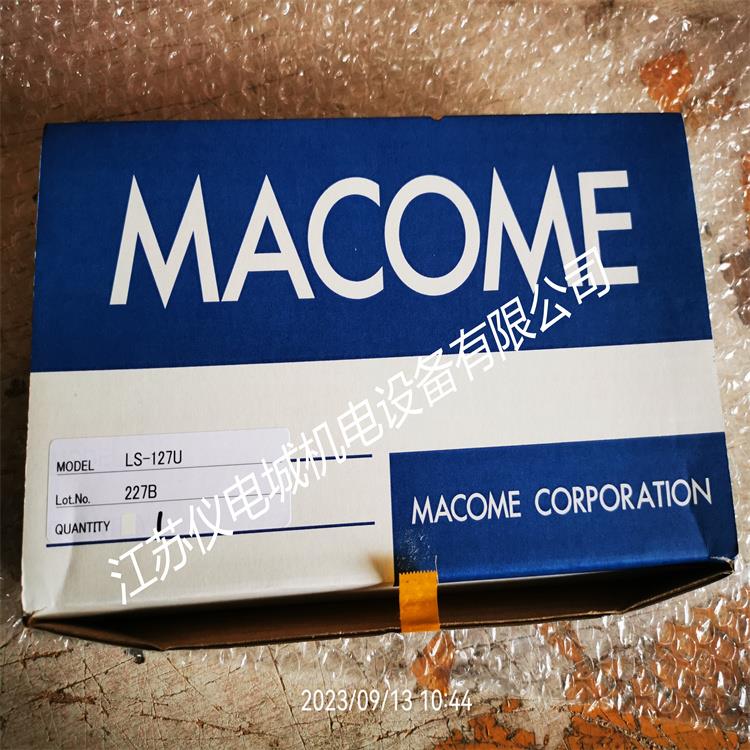 MACOME
MODEL LS-127U
Lot.No. 227B
QUANTITY 1
MACOME CORPORATION
江苏仪电城机电设备有限公司
2023/09/13 10:44